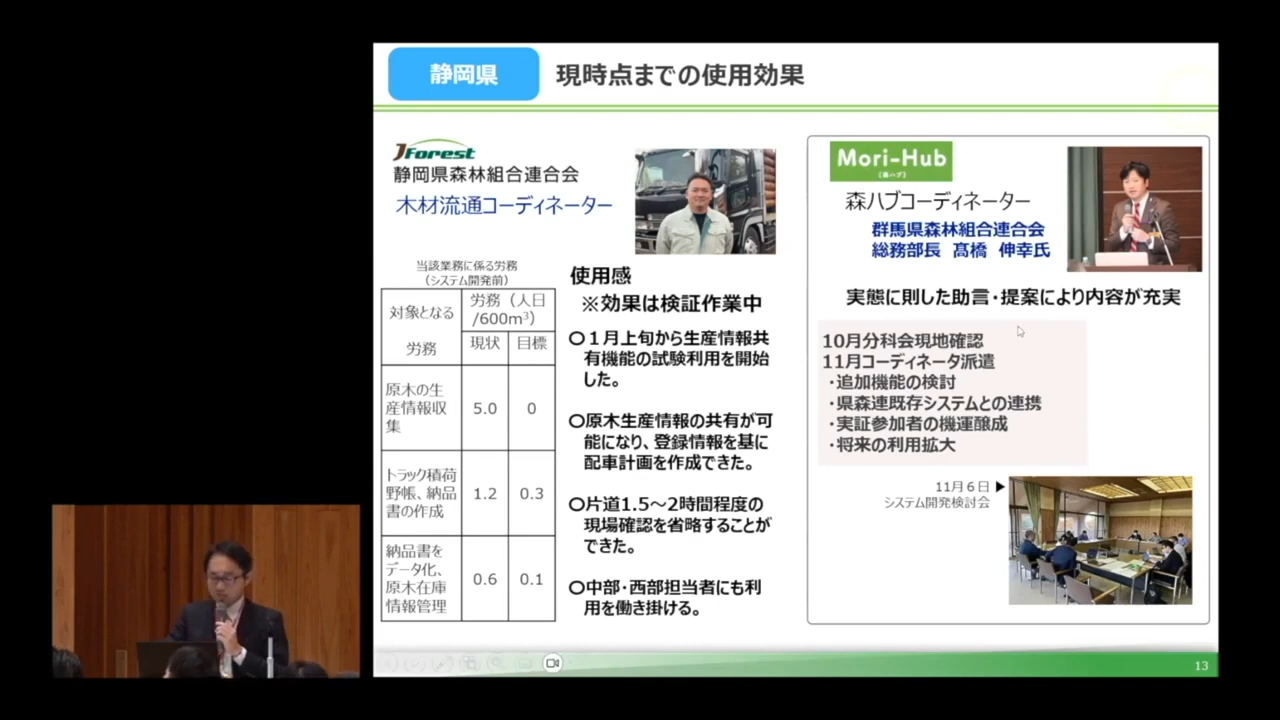 静岡県
現時点までの使用効果
JForest
静岡県森林組合連合会
木材流通コーディネーター
当該業務に係る労務
（システム開発前）
対象となる
労務
労務（人日
/600m³）
現状
目標
原木の生
産情報収
集
5.0
0
トラック積荷
野帳、納品
書の作成
1.2
0.3
納品書を
データ化、
原木在庫
情報管理
0.6
0.1
使用感
※効果は検証作業中
〇１月上旬から生産情報共
有機能の試験利用を開始
した。
〇原木生産情報の共有が可
能になり、登録情報を基に
配車計画を作成できた。
〇片道1.5～2時間程度の
現場確認を省略することが
できた。
〇中部・西部担当者にも利
用を働き掛ける。
Mori-Hub
(森ハブ)
森ハブコーディネーター
群馬県森林組合連合会
総務部長　髙橋　伸幸氏
実態に則した助言・提案により内容が充実
10月分科会現地確認
11月コーディネータ派遣
・追加機能の検討
・県森連既存システムとの連携
・実証参加者の機運醸成
・将来の利用拡大
11月６日 ▶
システム開発検討会
13